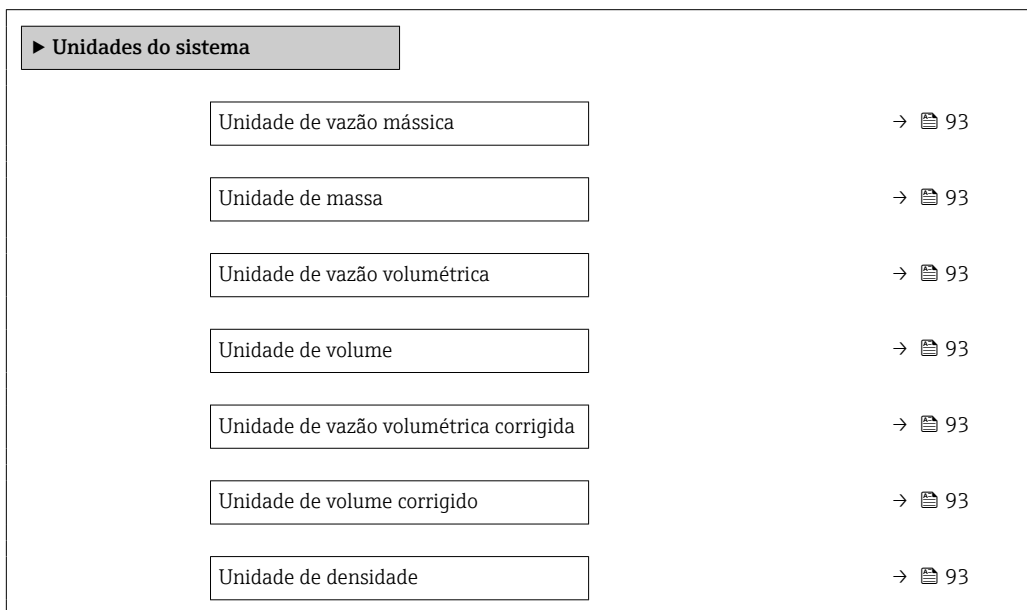 ▶ Unidades do sistema
Unidade de vazão mássica → 93
Unidade de massa → 93
Unidade de vazão volumétrica → 93
Unidade de volume → 93
Unidade de vazão volumétrica corrigida → 93
Unidade de volume corrigido → 93
Unidade de densidade → 93